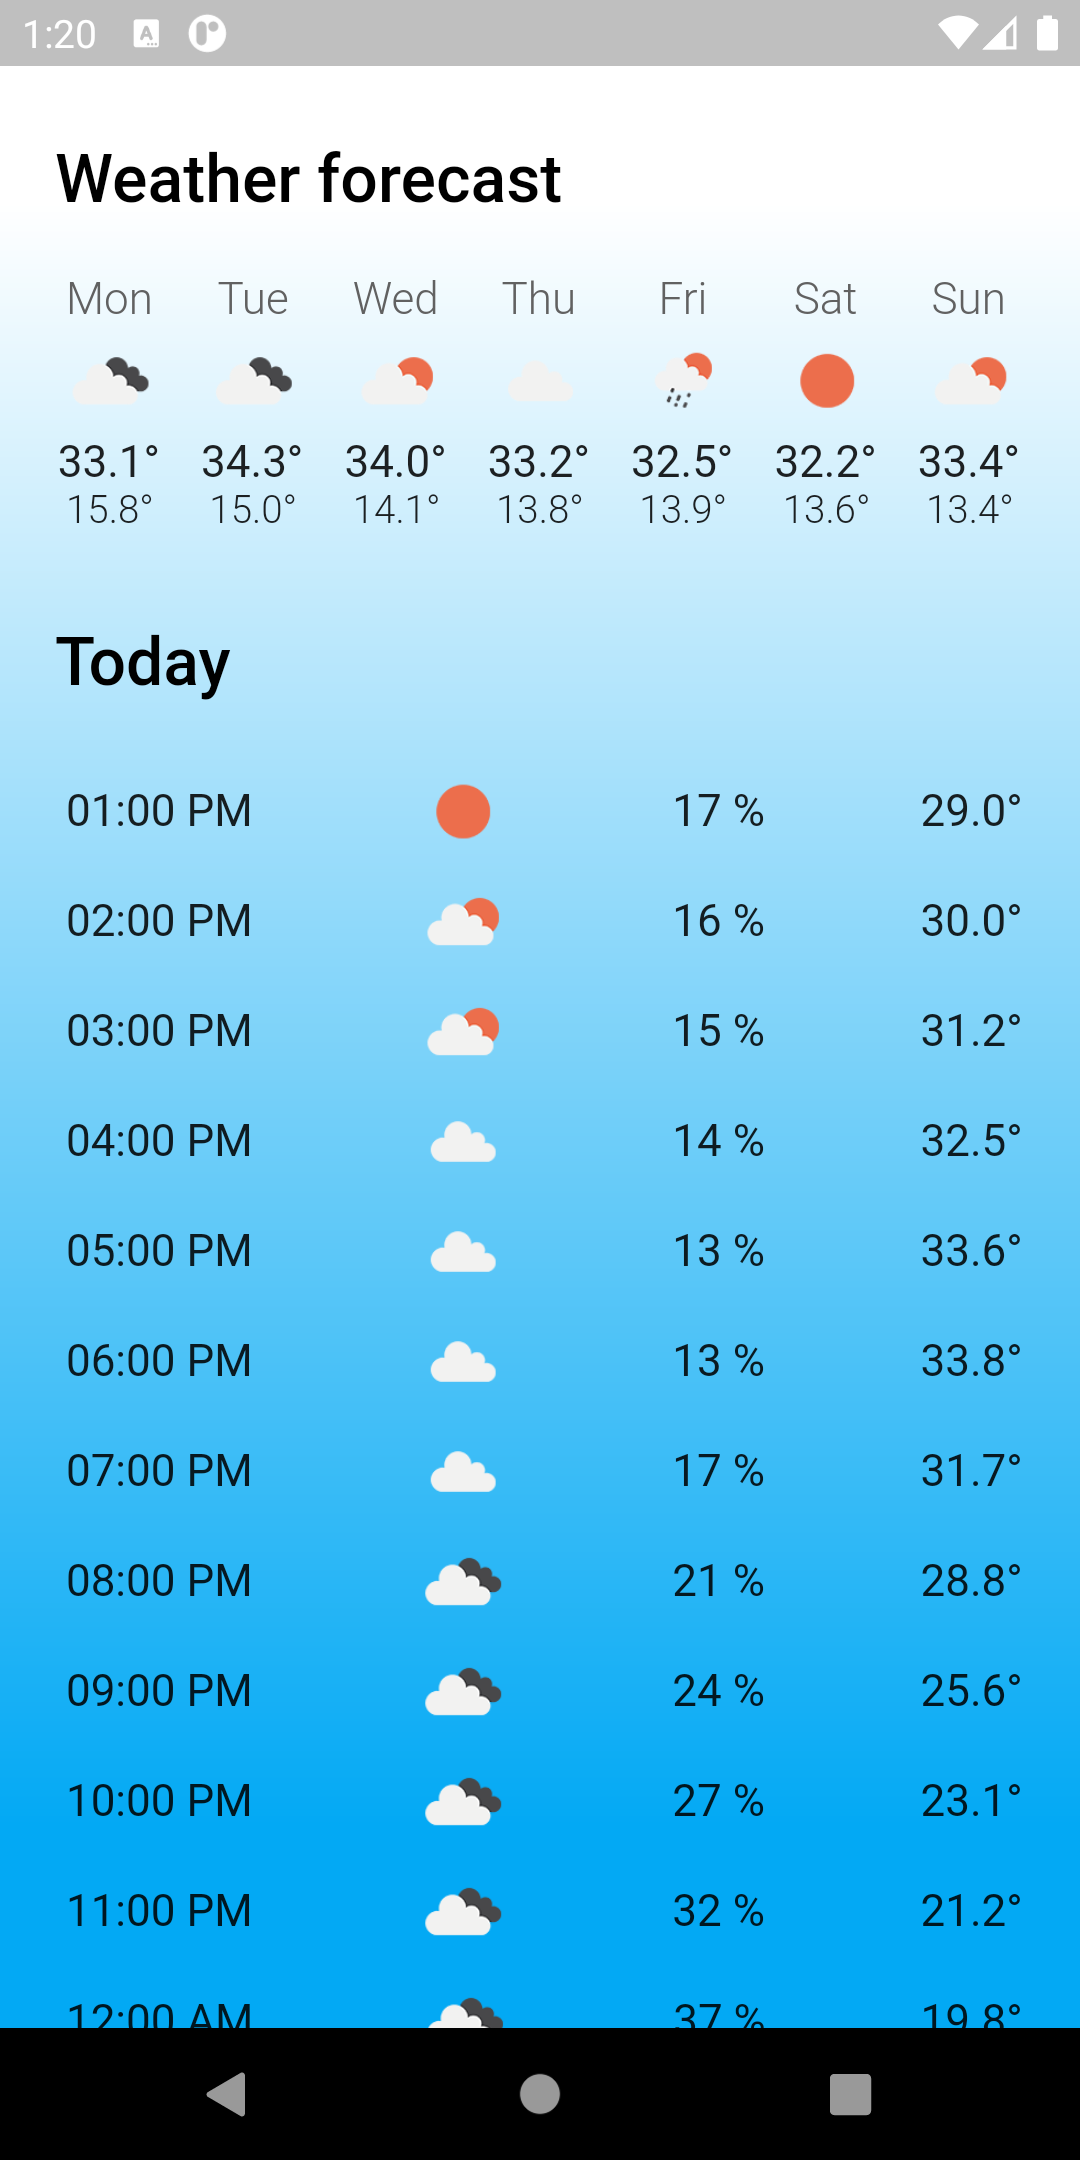 1:20
Weather forecast
Mon Tue Wed Thu Fri Sat Sun
33.1° 34.3° 34.0° 33.2° 32.5° 32.2° 33.4°
15.8° 15.0° 14.1° 13.8° 13.9° 13.6° 13.4°
Today
01:00 PM 17 % 29.0°
02:00 PM 16 % 30.0°
03:00 PM 15 % 31.2°
04:00 PM 14 % 32.5°
05:00 PM 13 % 33.6°
06:00 PM 13 % 33.8°
07:00 PM 17 % 31.7°
08:00 PM 21 % 28.8°
09:00 PM 24 % 25.6°
10:00 PM 27 % 23.1°
11:00 PM 32 % 21.2°
12:00 AM 37 % 19.8°